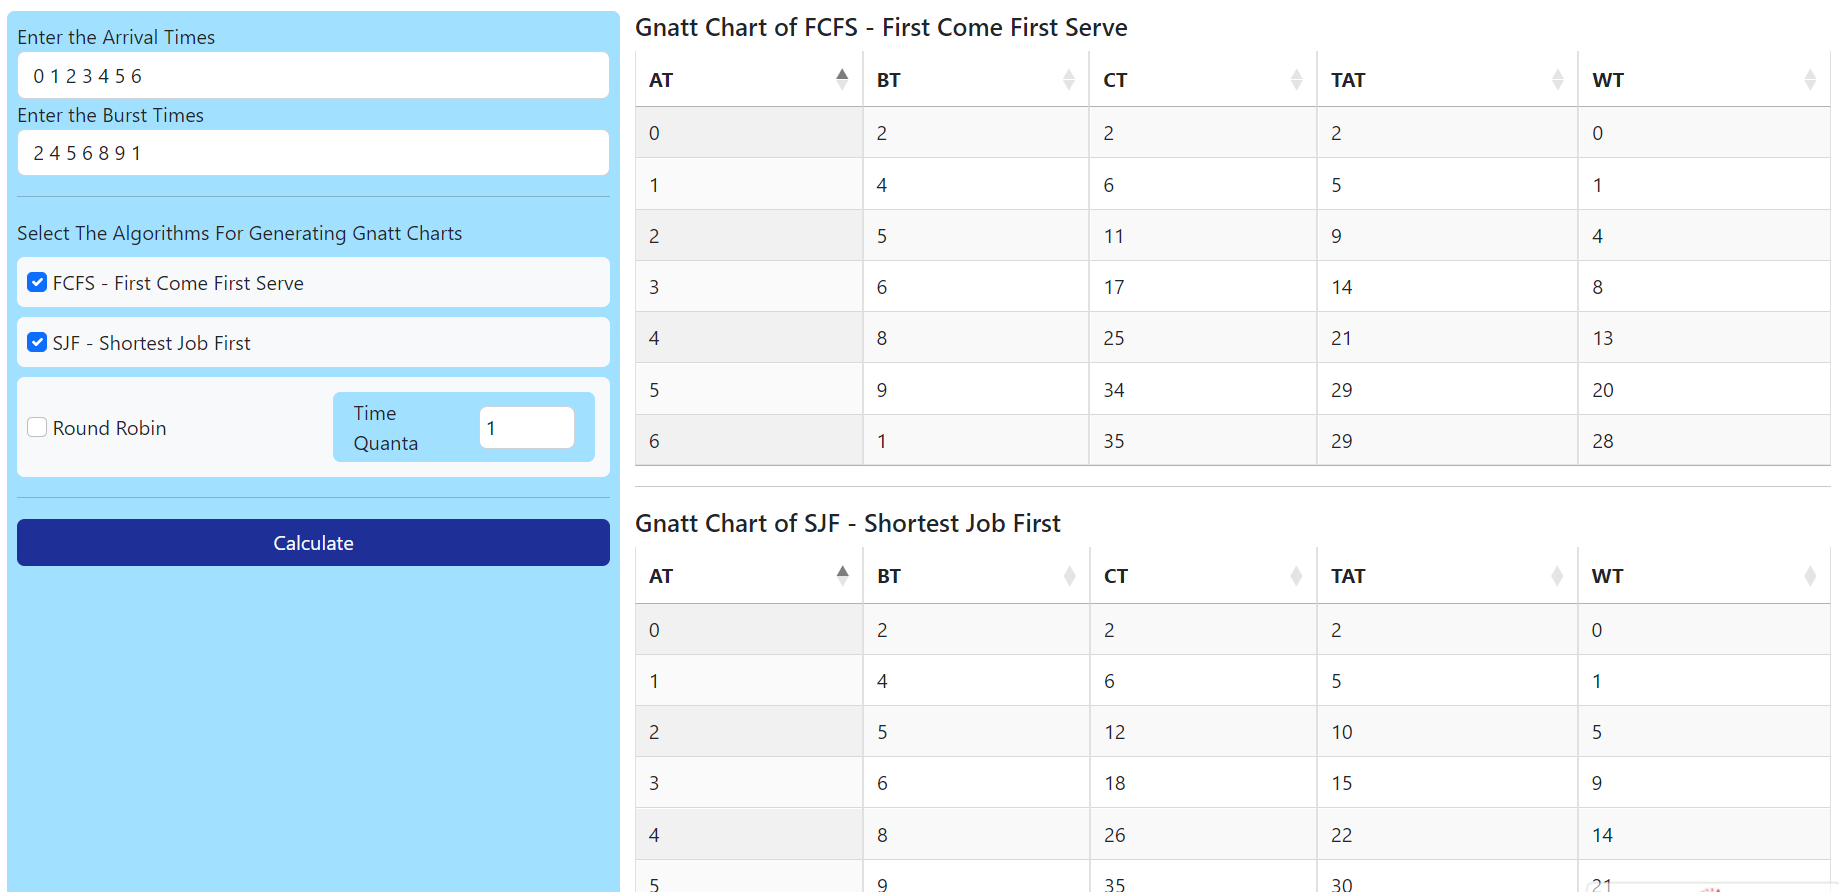 Enter the Arrival Times
0 1 2 3 4 5 6
Enter the Burst Times
2 4 5 6 8 9 1
Select The Algorithms For Generating Gnatt Charts
FCFS - First Come First Serve
SJF - Shortest Job First
Round Robin
Time
Quanta
1
Calculate
Gnatt Chart of FCFS - First Come First Serve
AT BT CT TAT WT
0 2 2 2 0
1 4 6 5 1
2 5 11 9 4
3 6 17 14 8
4 8 25 21 13
5 9 34 29 20
6 1 35 29 28
Gnatt Chart of SJF - Shortest Job First
AT BT CT TAT WT
0 2 2 2 0
1 4 6 5 1
2 5 12 10 5
3 6 18 15 9
4 8 26 22 14
5 9 35 30 21